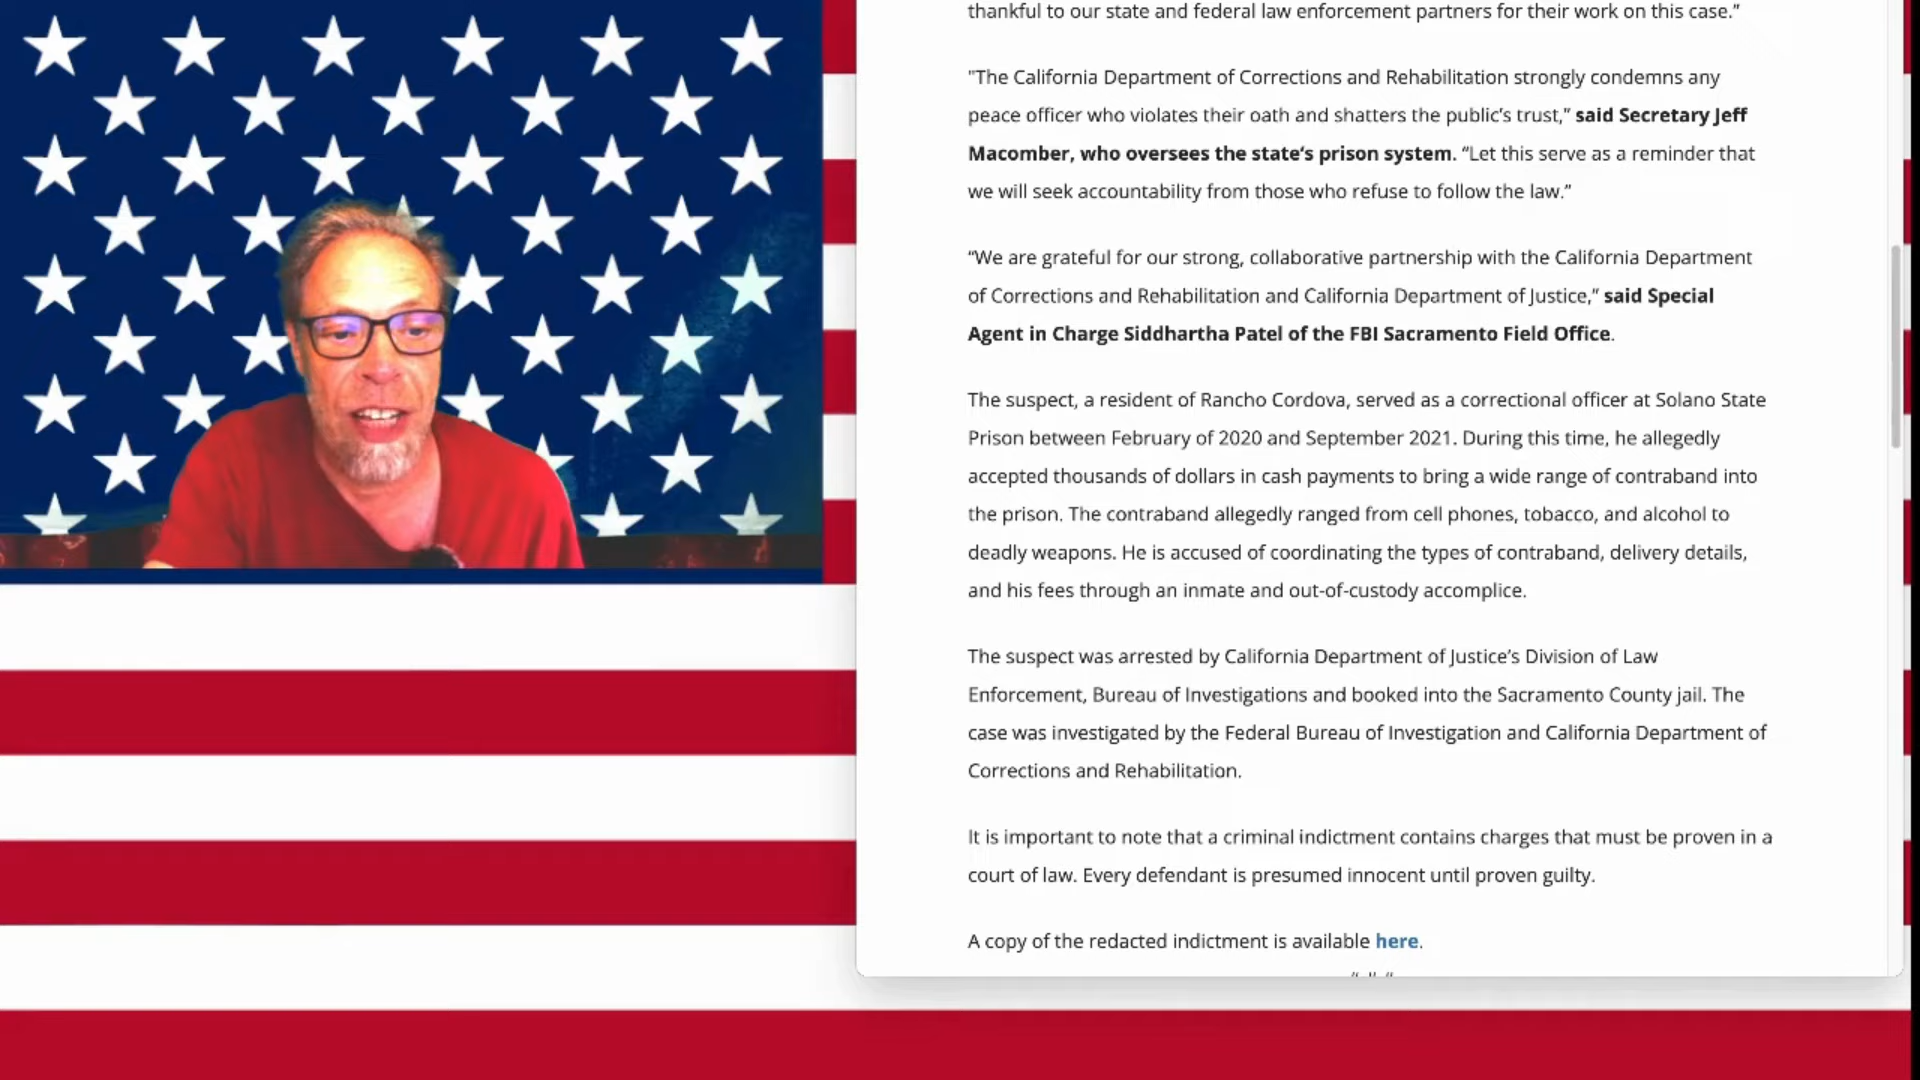 thankful to our state and federal law enforcement partners for their work on this case.”
"The California Department of Corrections and Rehabilitation strongly condemns any
peace officer who violates their oath and shatters the public’s trust,” said Secretary Jeff
Macomber, who oversees the state’s prison system. “Let this serve as a reminder that
we will seek accountability from those who refuse to follow the law.”
“We are grateful for our strong, collaborative partnership with the California Department
of Corrections and Rehabilitation and California Department of Justice,” said Special
Agent in Charge Siddhartha Patel of the FBI Sacramento Field Office.
The suspect, a resident of Rancho Cordova, served as a correctional officer at Solano State
Prison between February of 2020 and September 2021. During this time, he allegedly
accepted thousands of dollars in cash payments to bring a wide range of contraband into
the prison. The contraband allegedly ranged from cell phones, tobacco, and alcohol to
deadly weapons. He is accused of coordinating the types of contraband, delivery details,
and his fees through an inmate and out-of-custody accomplice.
The suspect was arrested by California Department of Justice’s Division of Law
Enforcement, Bureau of Investigations and booked into the Sacramento County jail. The
case was investigated by the Federal Bureau of Investigation and California Department of
Corrections and Rehabilitation.
It is important to note that a criminal indictment contains charges that must be proven in a
court of law. Every defendant is presumed innocent until proven guilty.
A copy of the redacted indictment is available here.